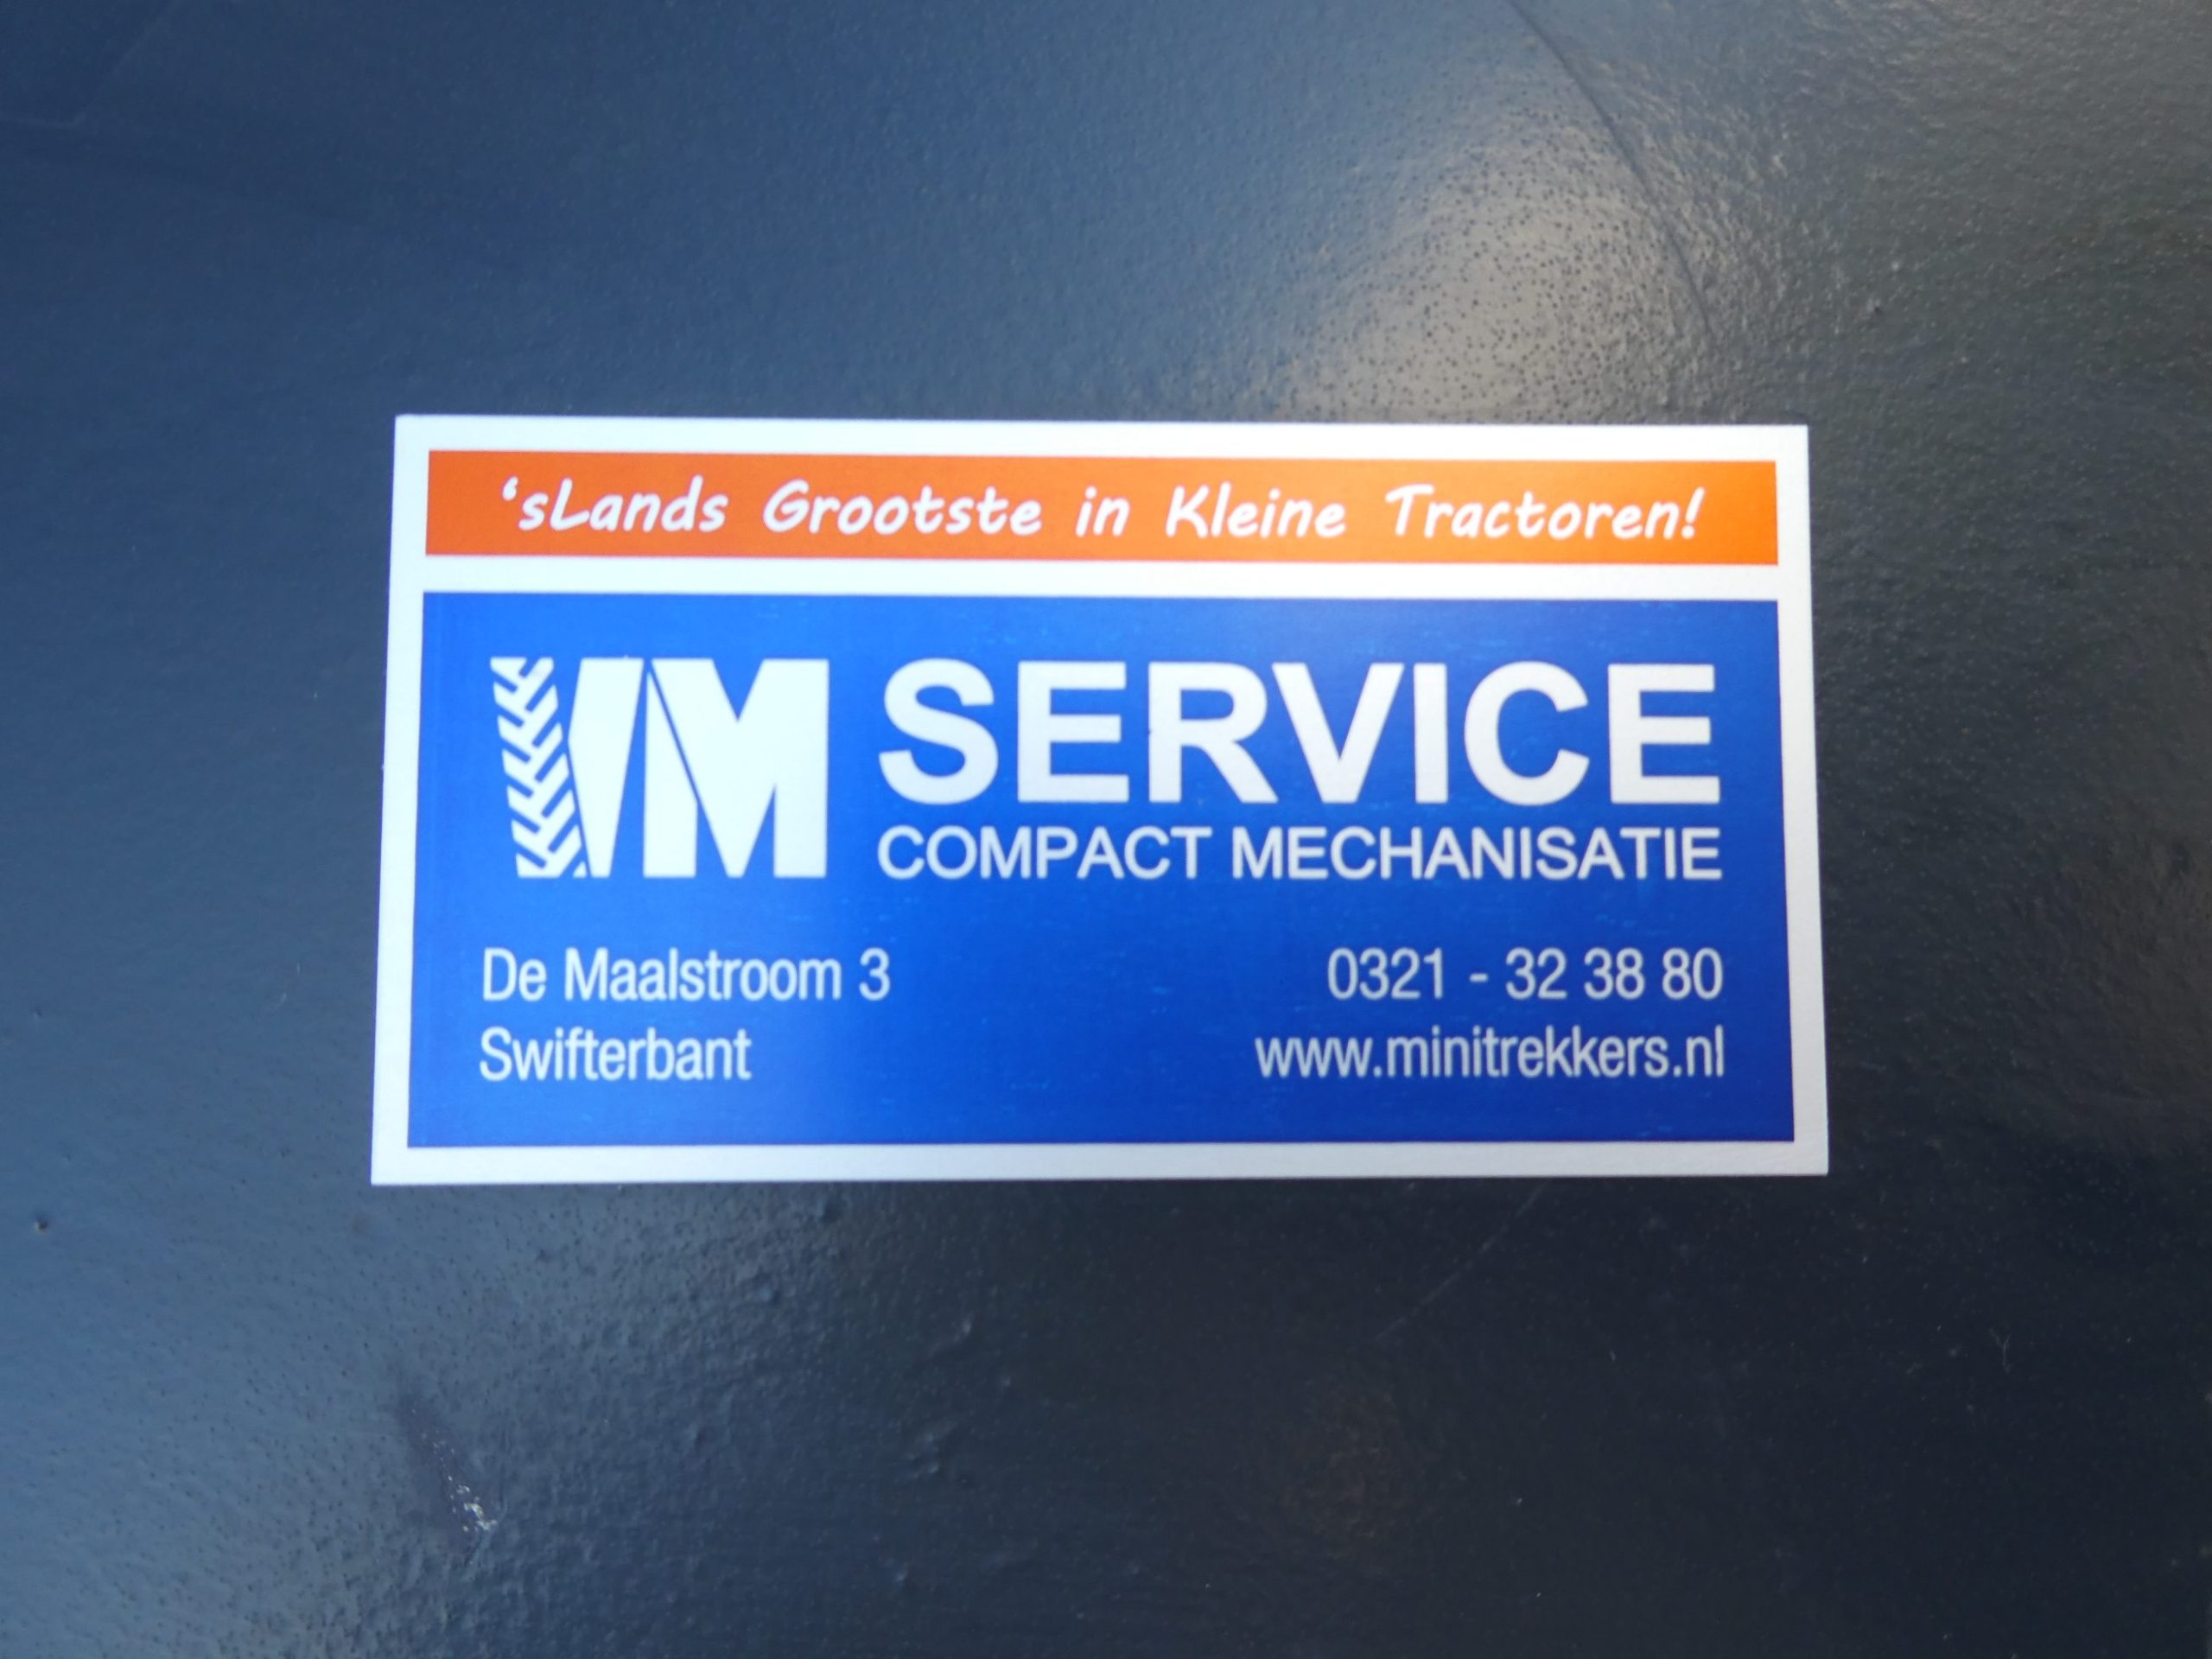 ‘sLands Grootste in Kleine Tractoren!
VM SERVICE
COMPACT MECHANISATIE
De Maalstroom 3
0321 - 32 38 80
Swifterbant
www.minitrekkers.nl